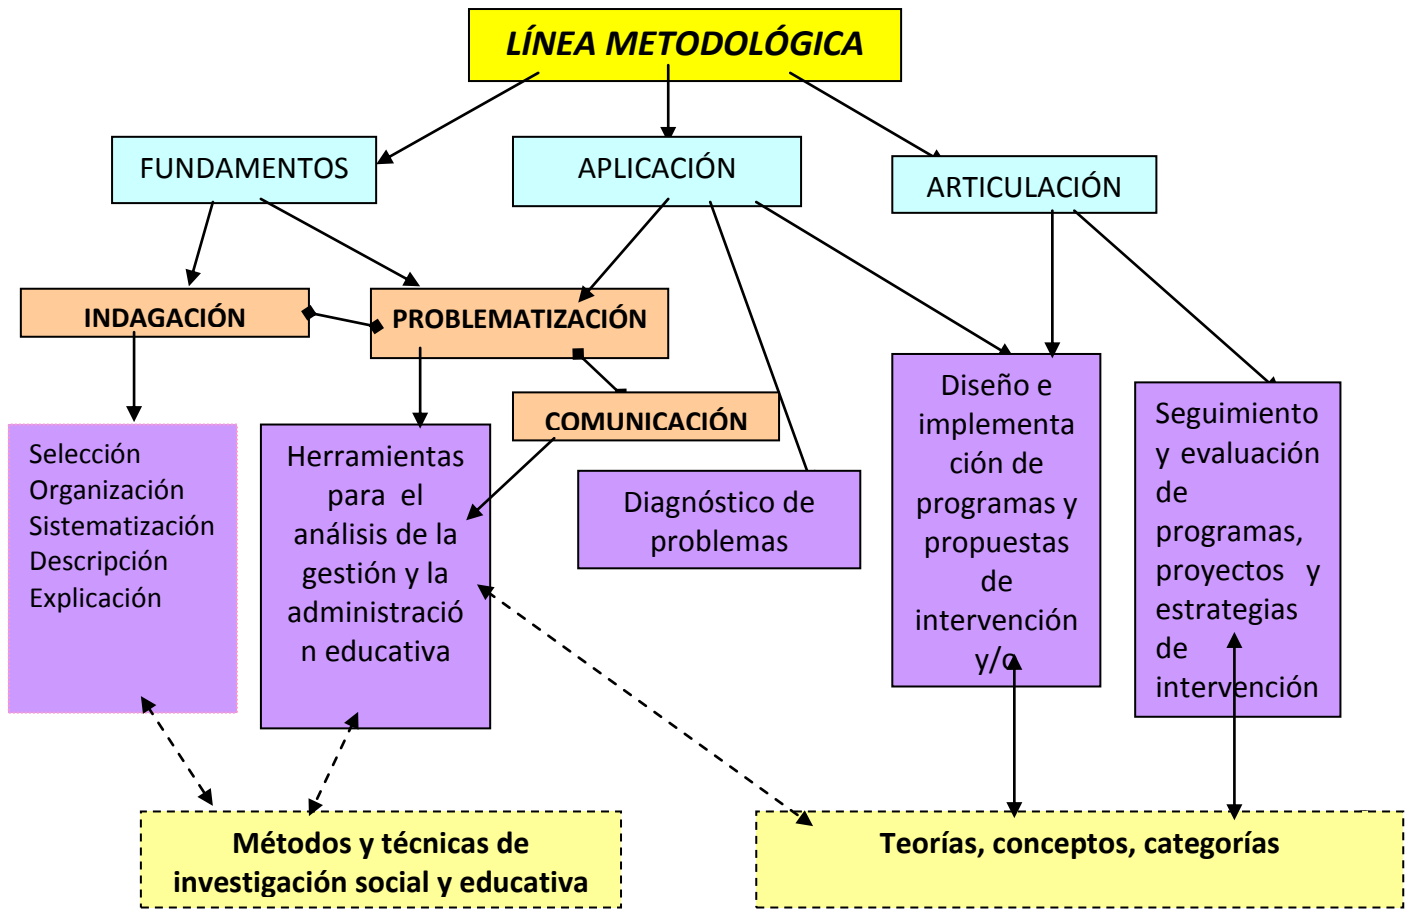 LÍNEA METODOLÓGICA
FUNDAMENTOS
APLICACIÓN
ARTICULACIÓN
INDAGACIÓN
PROBLEMATIZACIÓN
COMUNICACIÓN
Selección
Organización
Sistematización
Descripción
Explicación
Herramientas
para el
análisis de la
gestión y la
administració
n educativa
Diagnóstico de
problemas
Diseño e
implementa
ción de
programas y
propuestas
de
intervención
y/o
Seguimiento
y evaluación
de
programas,
proyectos y
estrategias
de
intervención
Métodos y técnicas de
investigación social y educativa
Teorías, conceptos, categorías